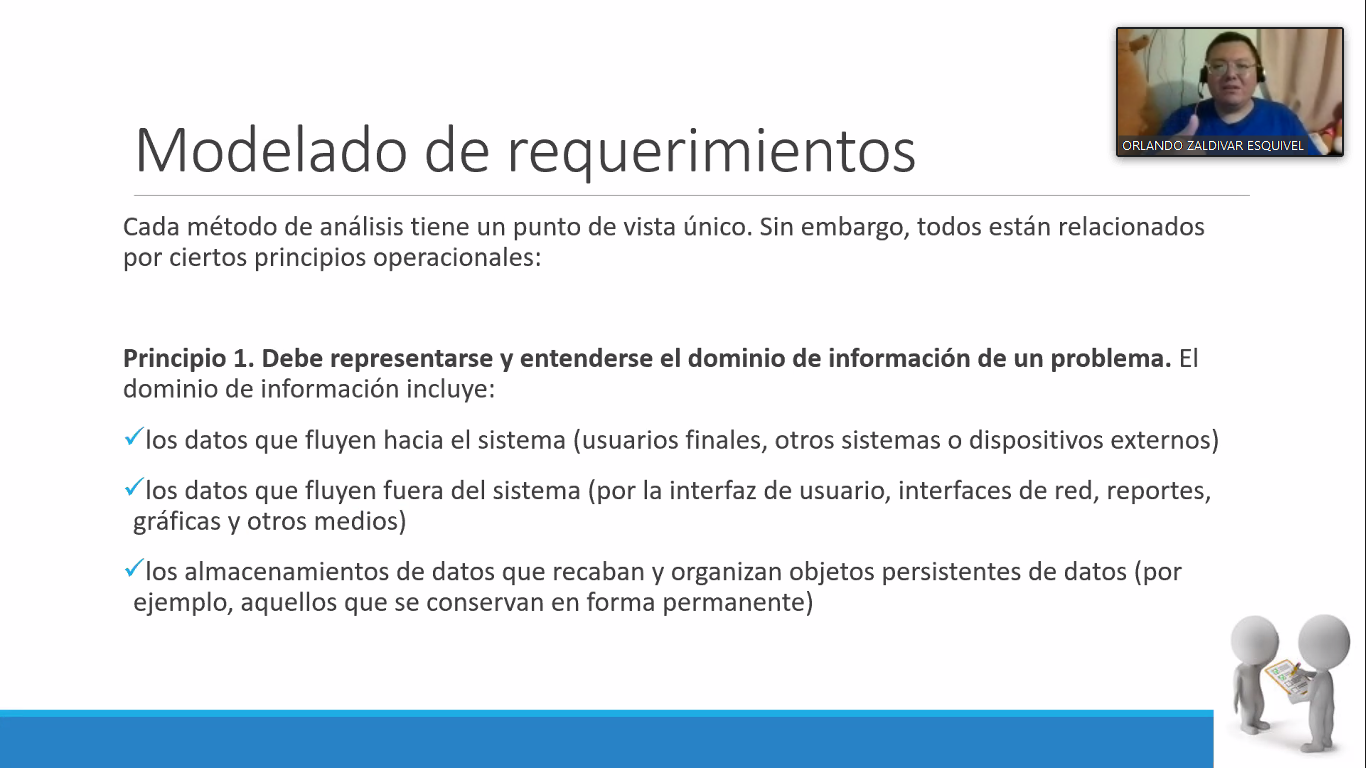 ORLANDO ZALDIVAR ESQUIVEL
Modelado de requerimientos
Cada método de análisis tiene un punto de vista único. Sin embargo, todos están relacionados
por ciertos principios operacionales:
Principio 1. Debe representarse y entenderse el dominio de información de un problema. El
dominio de información incluye:
✓los datos que fluyen hacia el sistema (usuarios finales, otros sistemas o dispositivos externos)
✓los datos que fluyen fuera del sistema (por la interfaz de usuario, interfaces de red, reportes,
gráficas y otros medios)
✓los almacenamientos de datos que recaban y organizan objetos persistentes de datos (por
ejemplo, aquellos que se conservan en forma permanente)